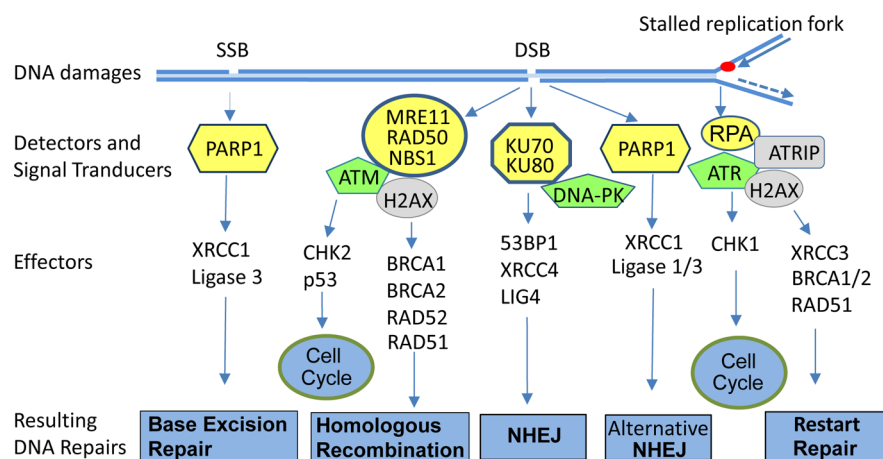 Stalled replication fork
SSB
DSB
DNA damages
Detectors and
Signal Tranducers
PARP1
MRE11
RAD50
NBS1
ATM
H2AX
KU70
KU80
DNA-PK
PARP1
RPA
ATRIP
ATR
H2AX
Effectors
XRCC1
Ligase 3
CHK2
p53
BRCA1
BRCA2
RAD52
RAD51
53BP1
XRCC4
LIG4
XRCC1
Ligase 1/3
CHK1
XRCC3
BRCA1/2
RAD51
Cell
Cycle
Cell
Cycle
Resulting
DNA Repairs
Base Excision
Repair
Homologous
Recombination
NHEJ
Alternative
NHEJ
Restart
Repair